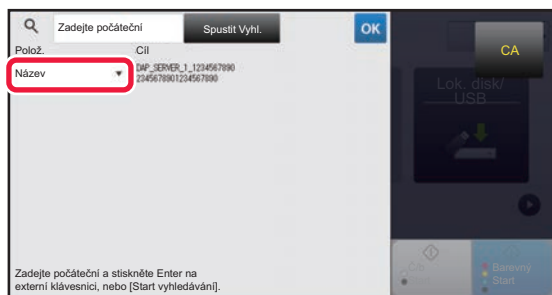 Zadejte počáteční
Spustit Vyhl.
OK
CA
Polož.
Cíl
Název
DAP_SERVER_1_1234567890
2345678901234567890
Lok. disk/
USB
Zadejte počáteční a stiskněte Enter na
externí klávesnici, nebo [Start vyhledávání].
Č/b
Start
Barevný
Start